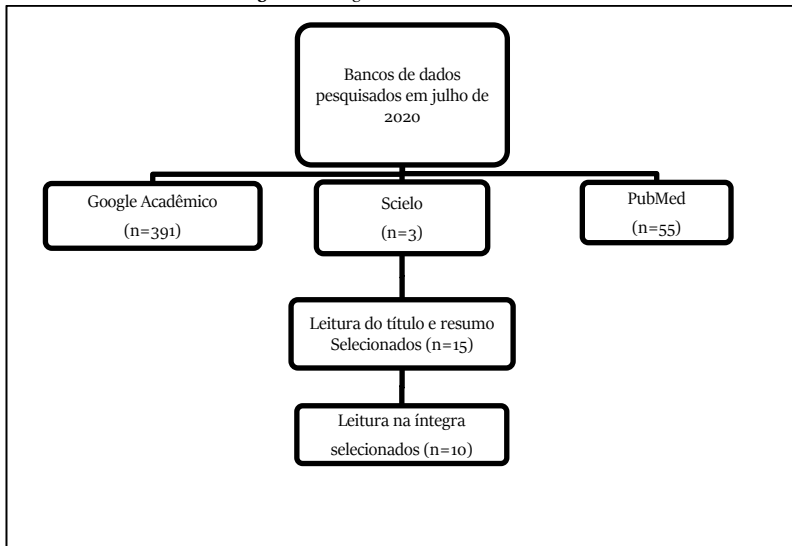 Bancos de dados
pesquisados em julho de
2020
Google Acadêmico
(n=391)
Scielo
(n=3)
PubMed
(n=55)
Leitura do título e resumo
Selecionados (n=15)
Leitura na íntegra
selecionados (n=10)